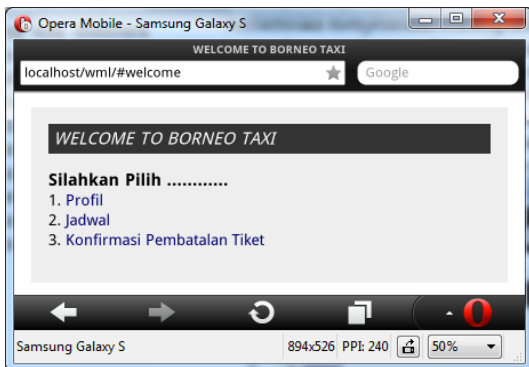 Opera Mobile - Samsung Galaxy S
WELCOME TO BORNEO TAXI
localhost/wml/#welcome
Google
WELCOME TO BORNEO TAXI
Silahkan Pilih ............
1. Profil
2. Jadwal
3. Konfirmasi Pembatalan Tiket
Samsung Galaxy S 894x526 PPI: 240 50%